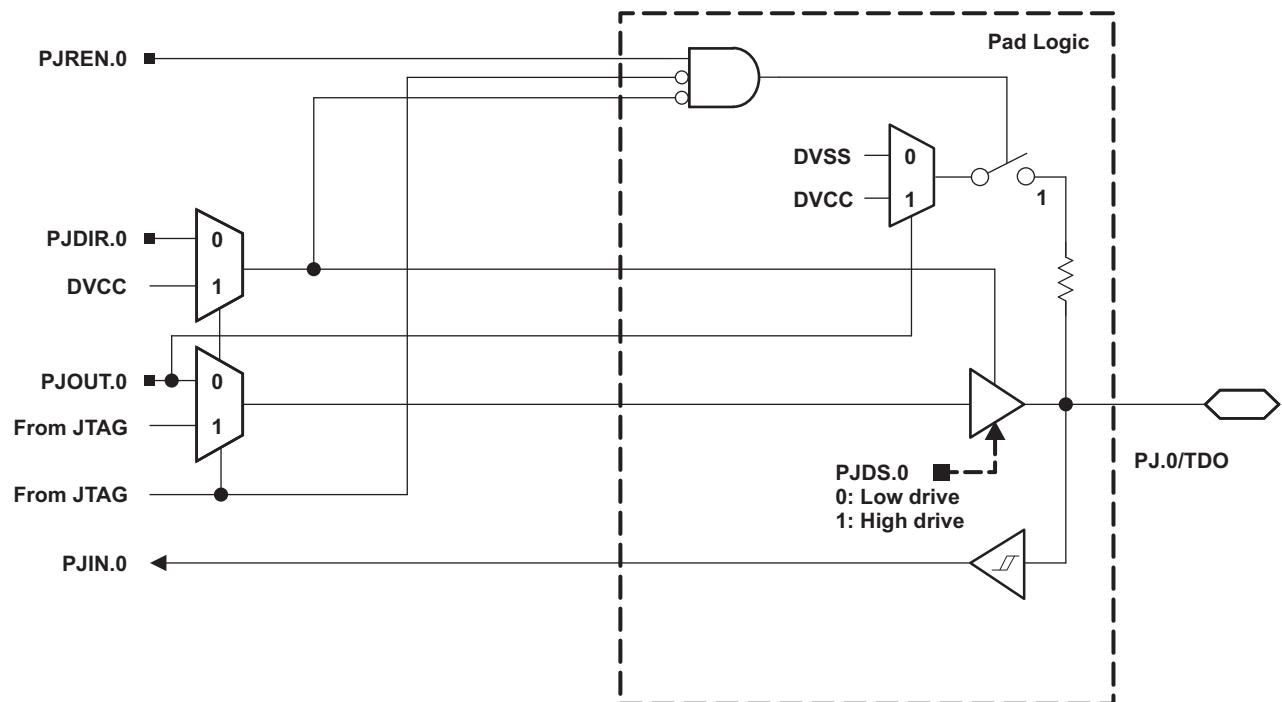 Pad Logic
PJREN.0
DVSS
0
DVCC
1
1
PJDIR.0
0
DVCC
1
PJOUT.0
0
From JTAG
1
PJ.0/TDO
PJDS.0
0: Low drive
1: High drive
From JTAG
PJIN.0